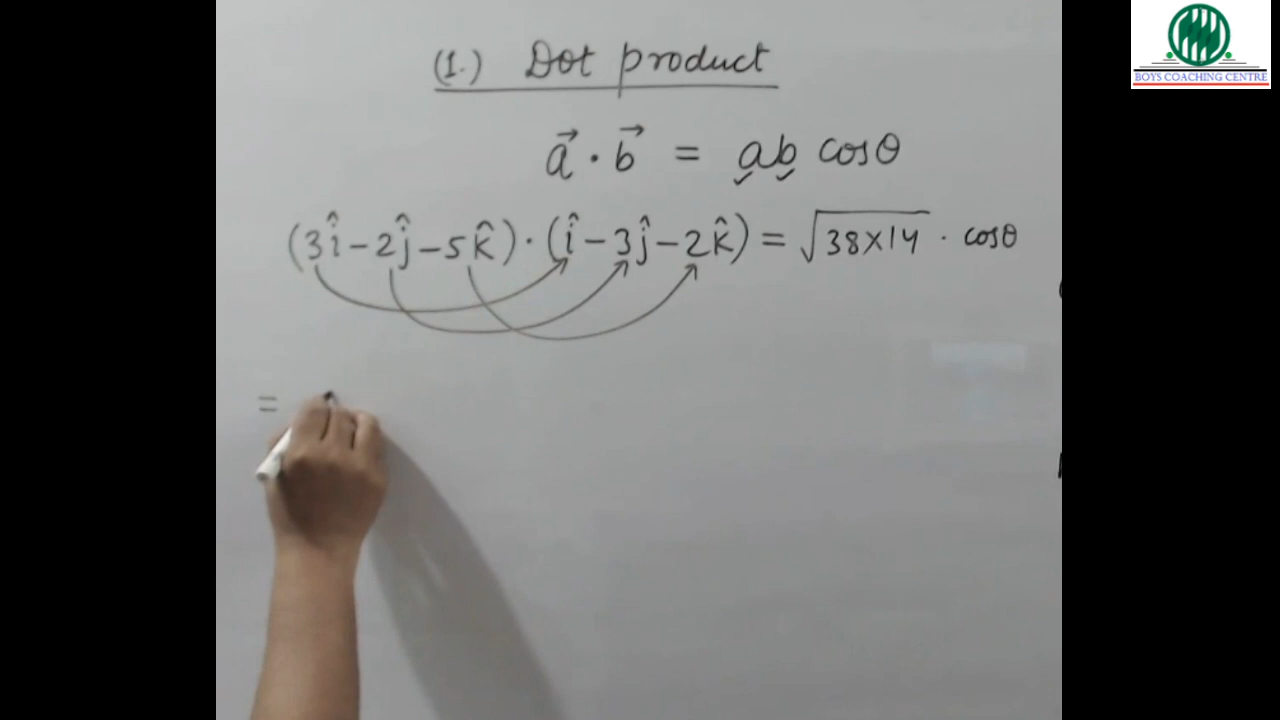 BOYS COACHING CENTRE
(1.) Dot product
a⃗ · b⃗ = ab cosθ
(3î - 2ĵ - 5k̂) · (î - 3ĵ - 2k̂) = √38×14 · cosθ
=